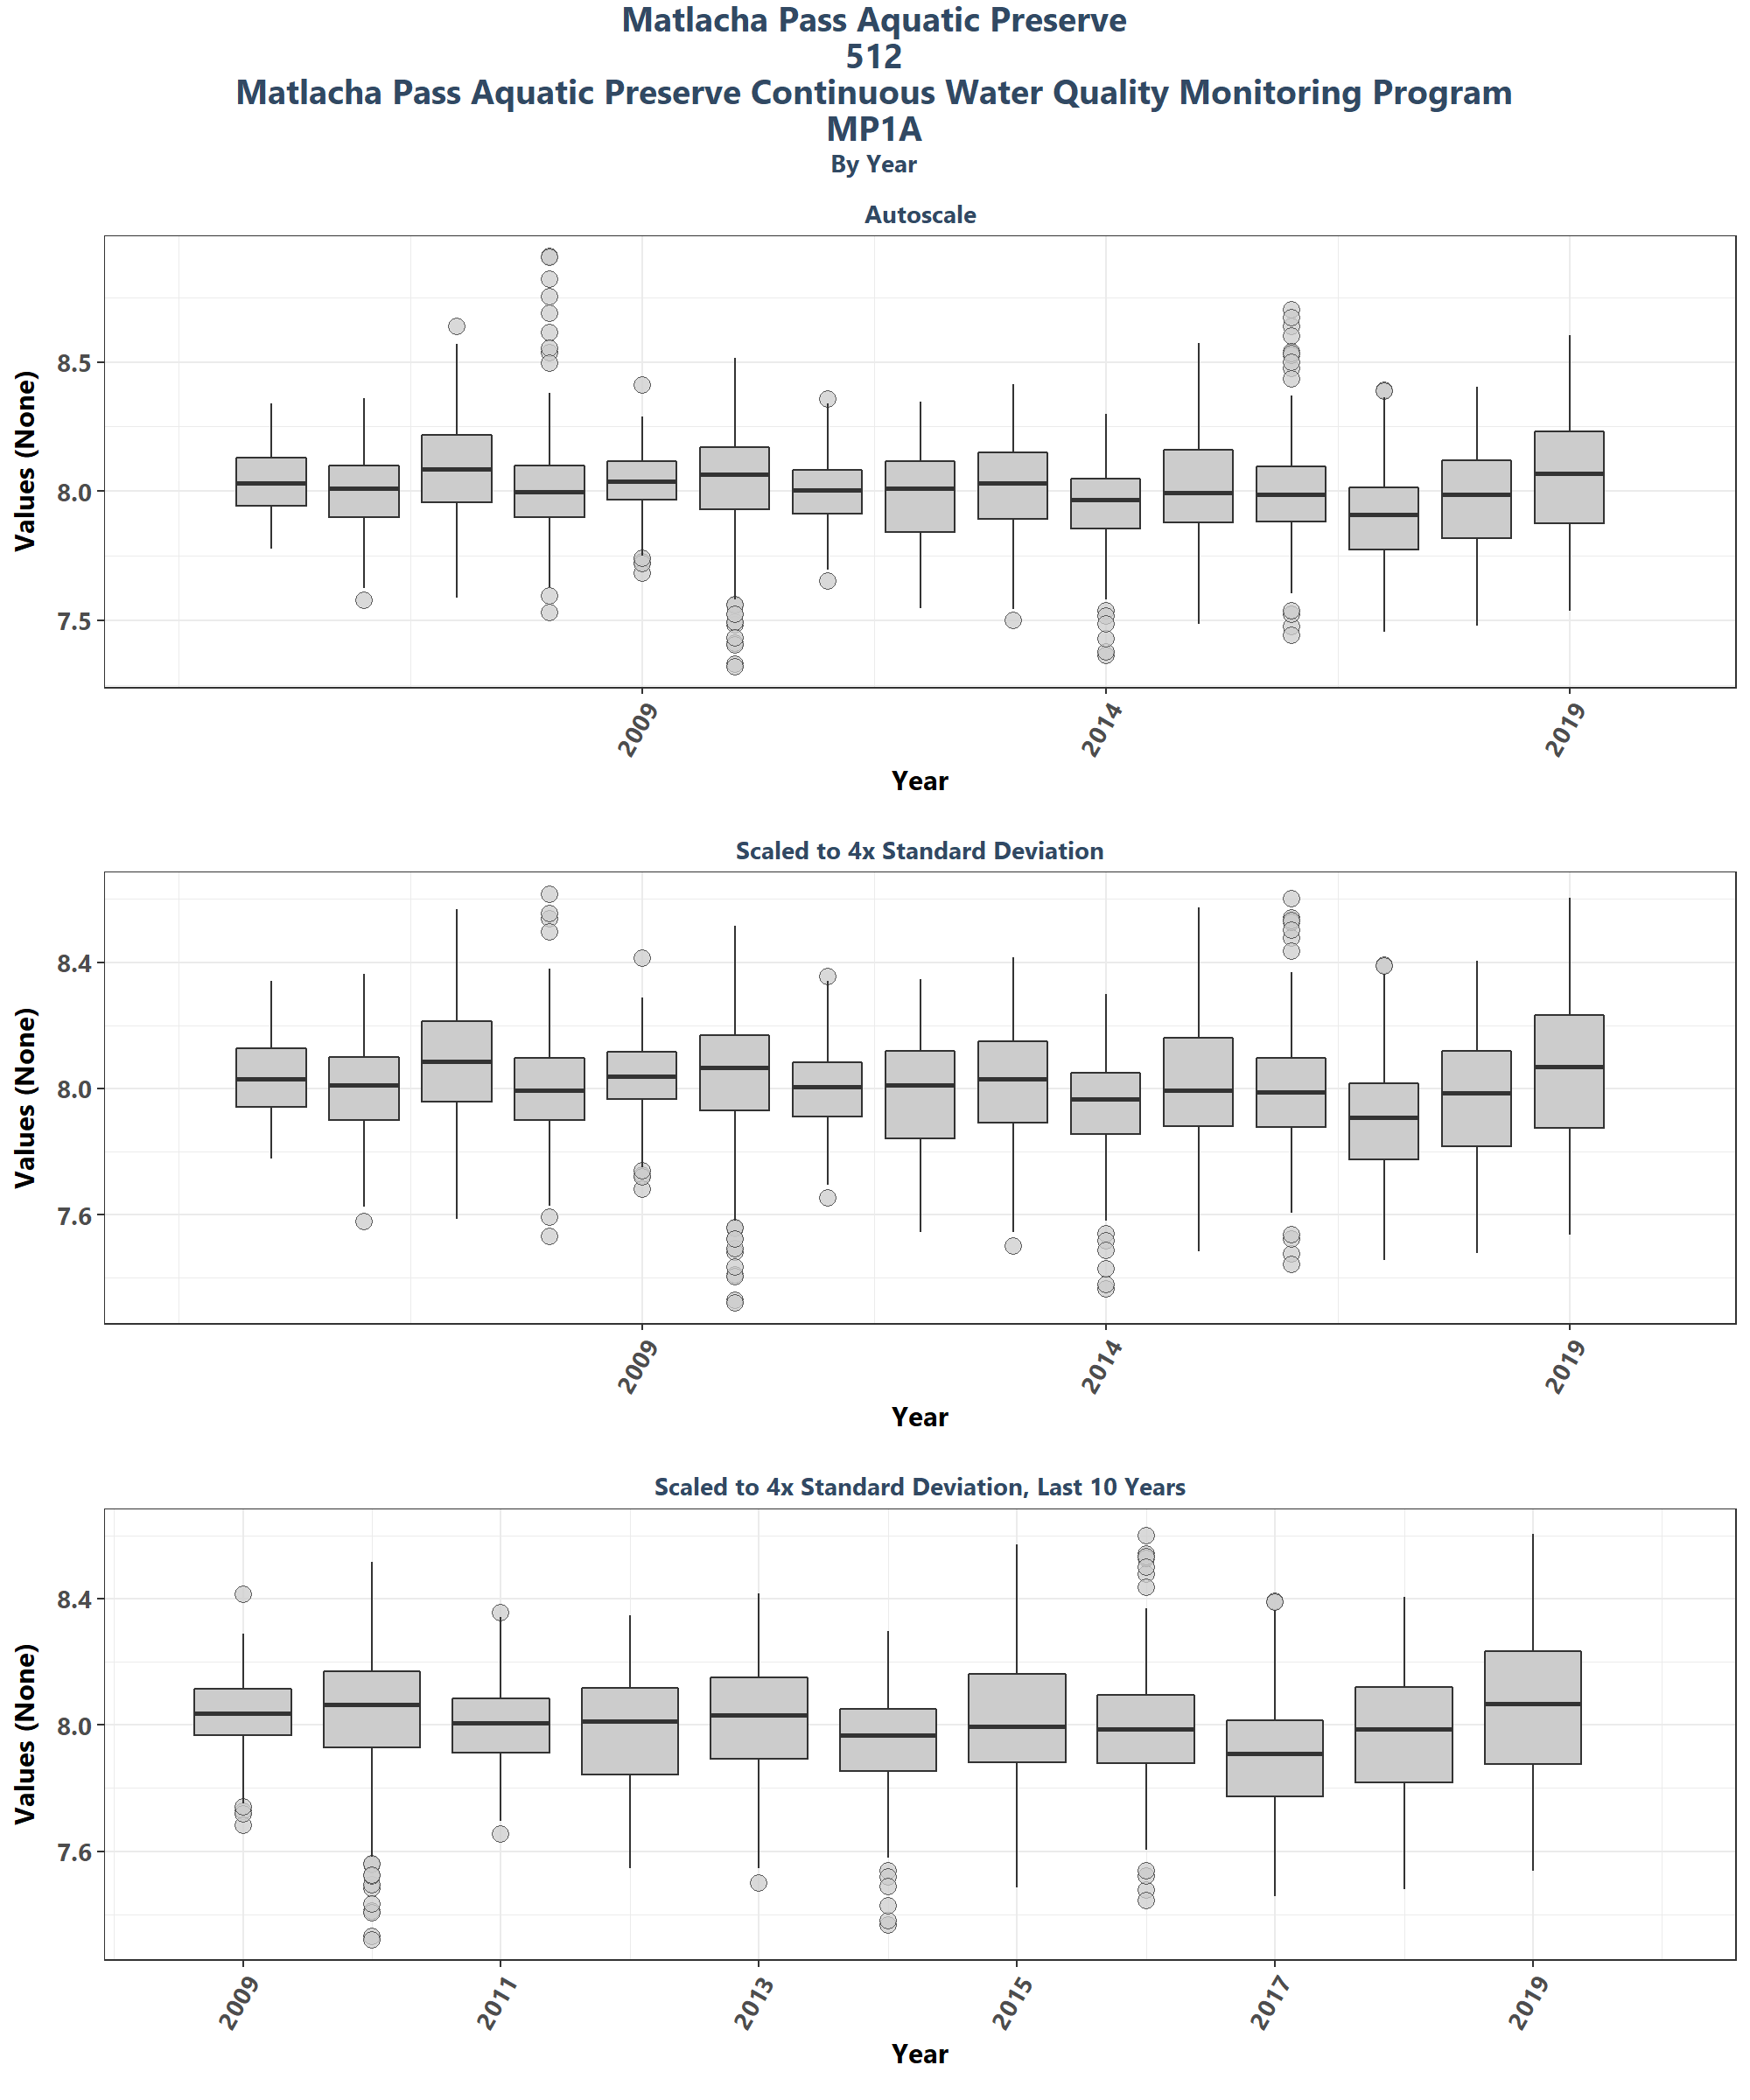 Matlacha Pass Aquatic Preserve
512
Matlacha Pass Aquatic Preserve Continuous Water Quality Monitoring Program
MP1A
By Year
Autoscale
Values (None)
8.5
8.0
7.5
2009
2014
2019
Year
Scaled to 4x Standard Deviation
Values (None)
8.4
8.0
7.6
2009
2014
2019
Year
Scaled to 4x Standard Deviation, Last 10 Years
Values (None)
8.4
8.0
7.6
2009
2011
2013
2015
2017
2019
Year